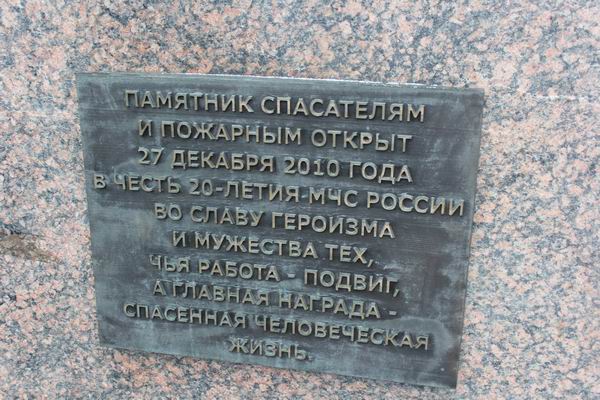 ПАМЯТНИК СПАСАТЕЛЯМ
И ПОЖАРНЫМ ОТКРЫТ
27 ДЕКАБРЯ 2010 ГОДА
В ЧЕСТЬ 20-ЛЕТИЯ МЧС РОССИИ
ВО СЛАВУ ГЕРОИЗМА
И МУЖЕСТВА ТЕХ,
ЧЬЯ РАБОТА - ПОДВИГ,
А ГЛАВНАЯ НАГРАДА -
СПАСЕННАЯ ЧЕЛОВЕЧЕСКАЯ
ЖИЗНЬ.